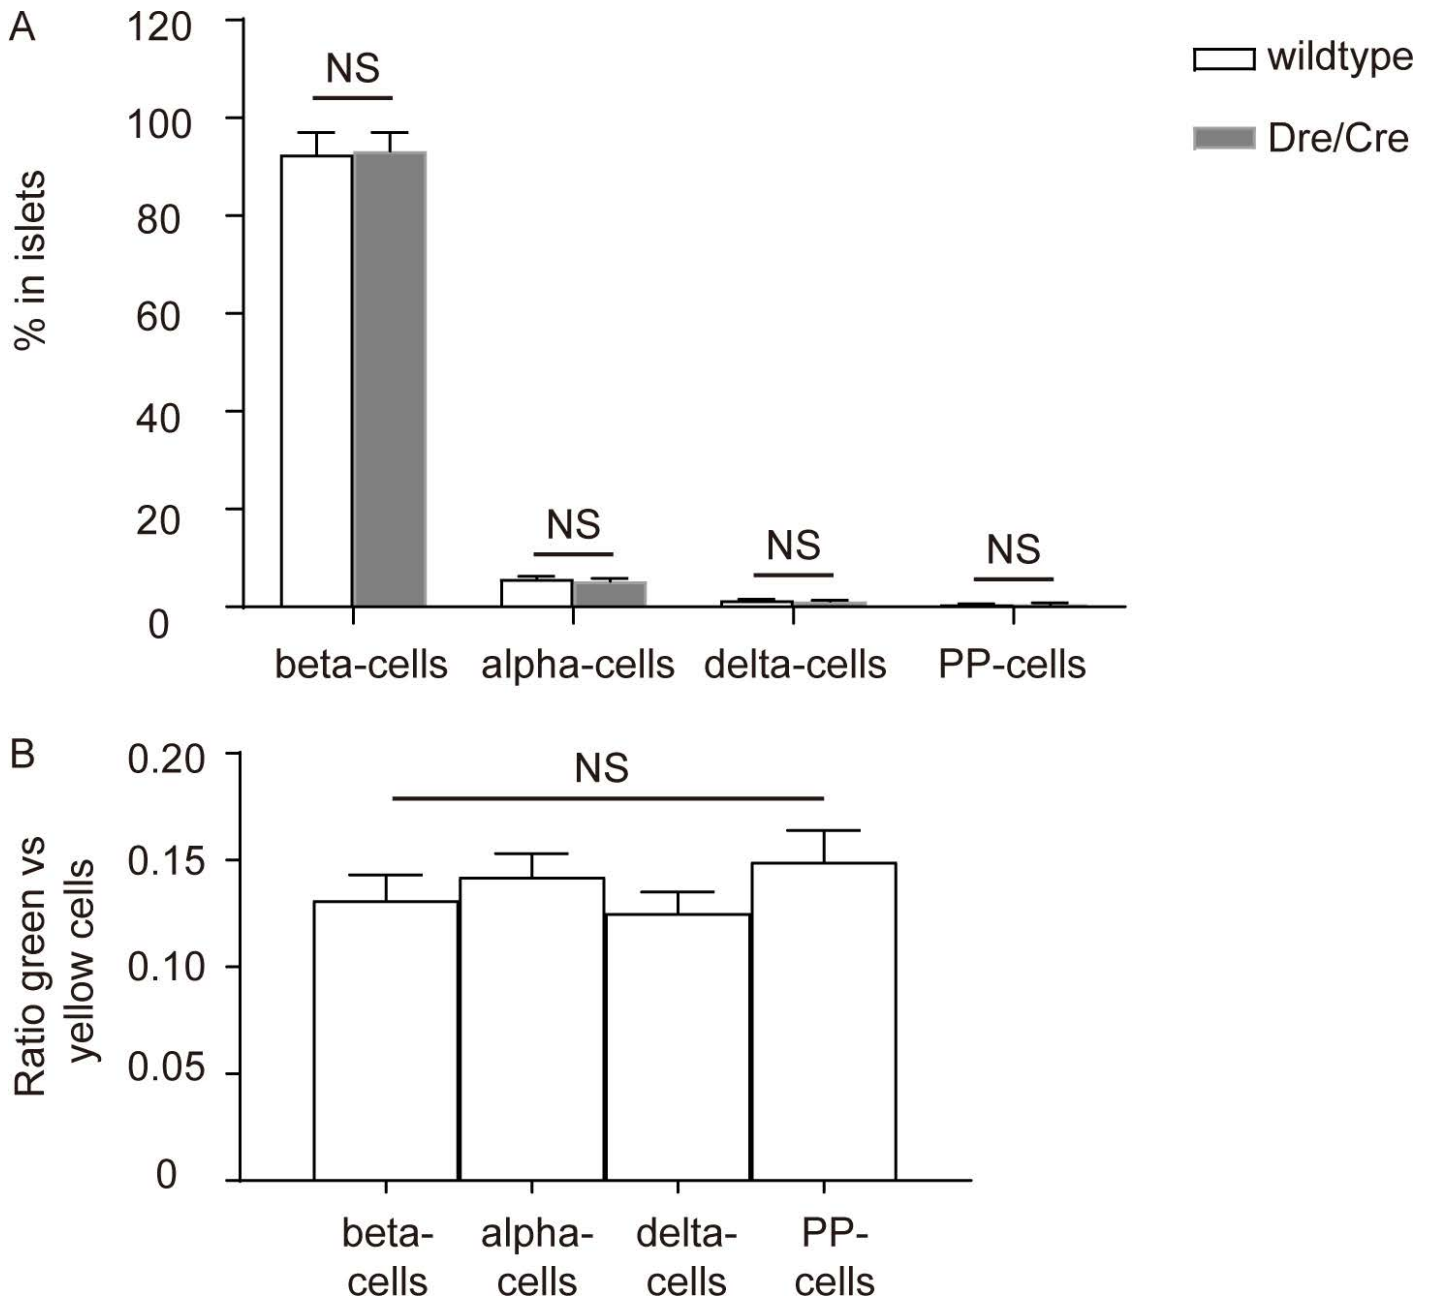 A
120
100
80
60
40
20
0
% in islets
NS
NS
NS
NS
beta-cells
alpha-cells
delta-cells
PP-cells
wildtype
Dre/Cre
B
0.20
0.15
0.10
0.05
0
Ratio green vs
yellow cells
NS
beta-
cells
alpha-
cells
delta-
cells
PP-
cells